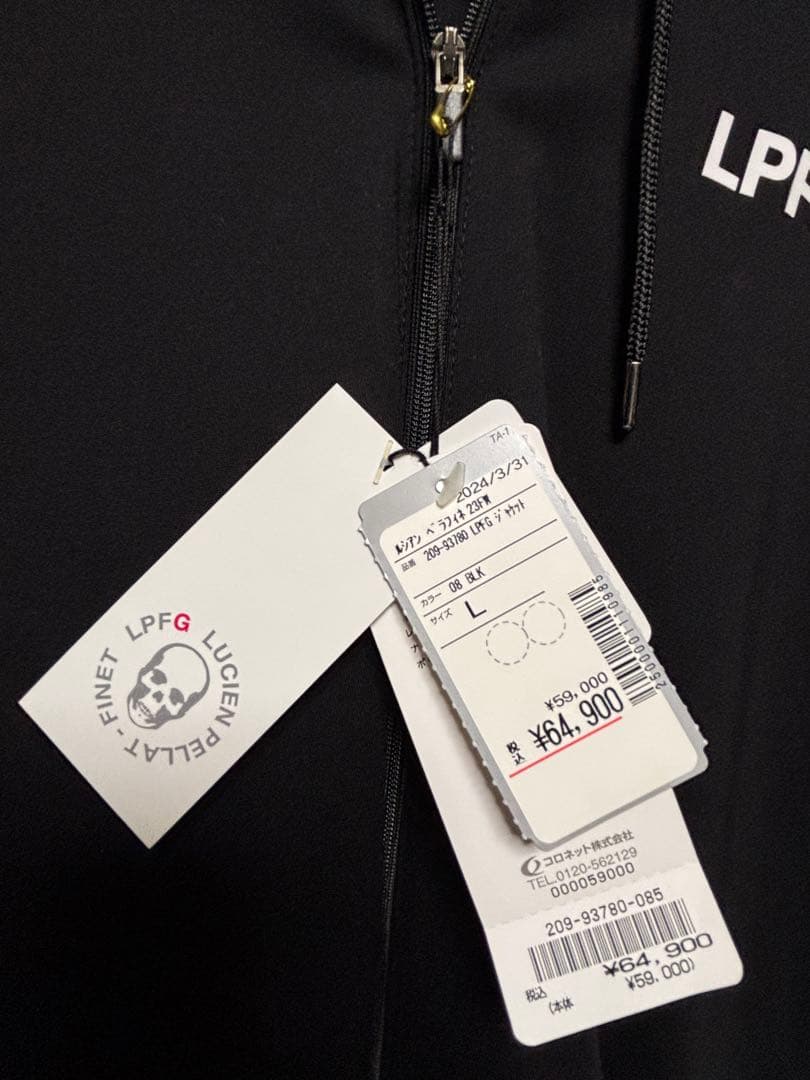 LPF
LPFG LUCIEN PELLAT-FINET
TA-1
2024/3/31
ルシアン ペラフィネ 23FW
品番 209-93780 LPFG ジャケット
カラー 08 BLK
サイズ L
¥59,000
税込 ¥64,900
コロネット株式会社
TEL.0120-562129
000059000
209-93780-085
¥64,900
税込 ¥59,000)
(本体